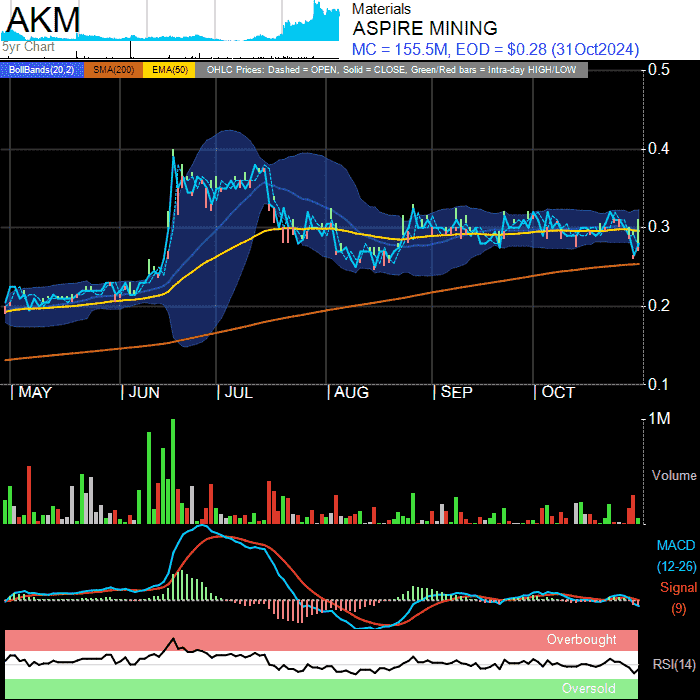 AKM
5yr Chart
Materials
ASPIRE MINING
MC = 155.5M, EOD = $0.28 (31Oct2024)
BollBands(20,2) SMA(200) EMA(50) OHLC Prices: Dashed = OPEN, Solid = CLOSE, Green/Red bars = Intra-day HIGH/LOW
0.5
0.4
0.3
0.2
0.1
MAY JUN JUL AUG SEP OCT
1M
Volume
MACD
(12-26)
Signal
(9)
Overbought
RSI(14)
Oversold